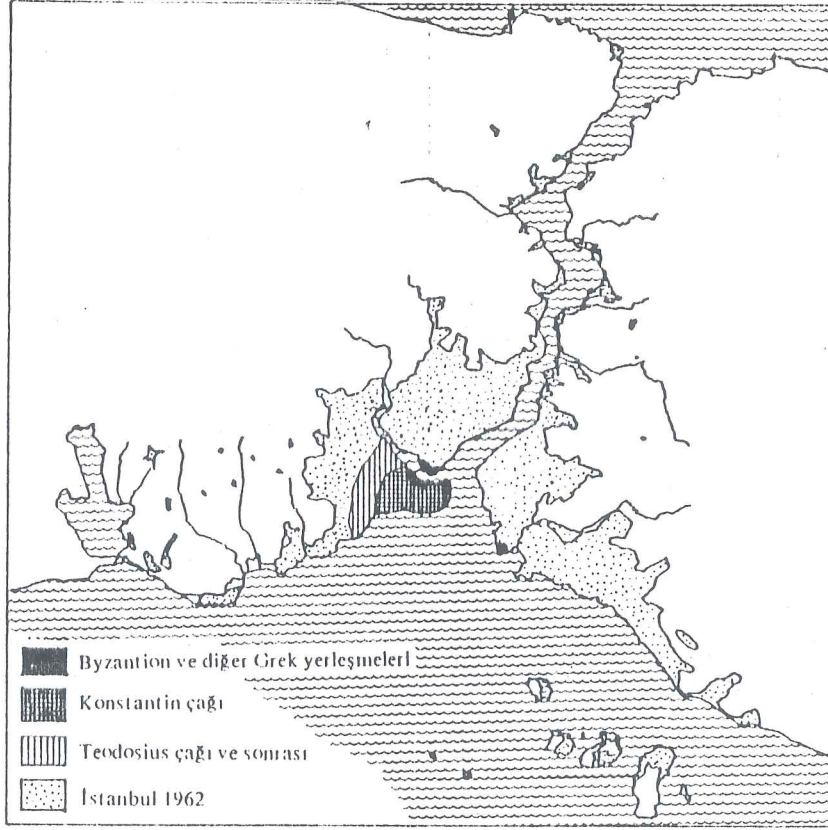 Byzantion ve diğer Grek yerleşmeleri
Konstantin çağı
Teodosius çağı ve sonrası
İstanbul 1962